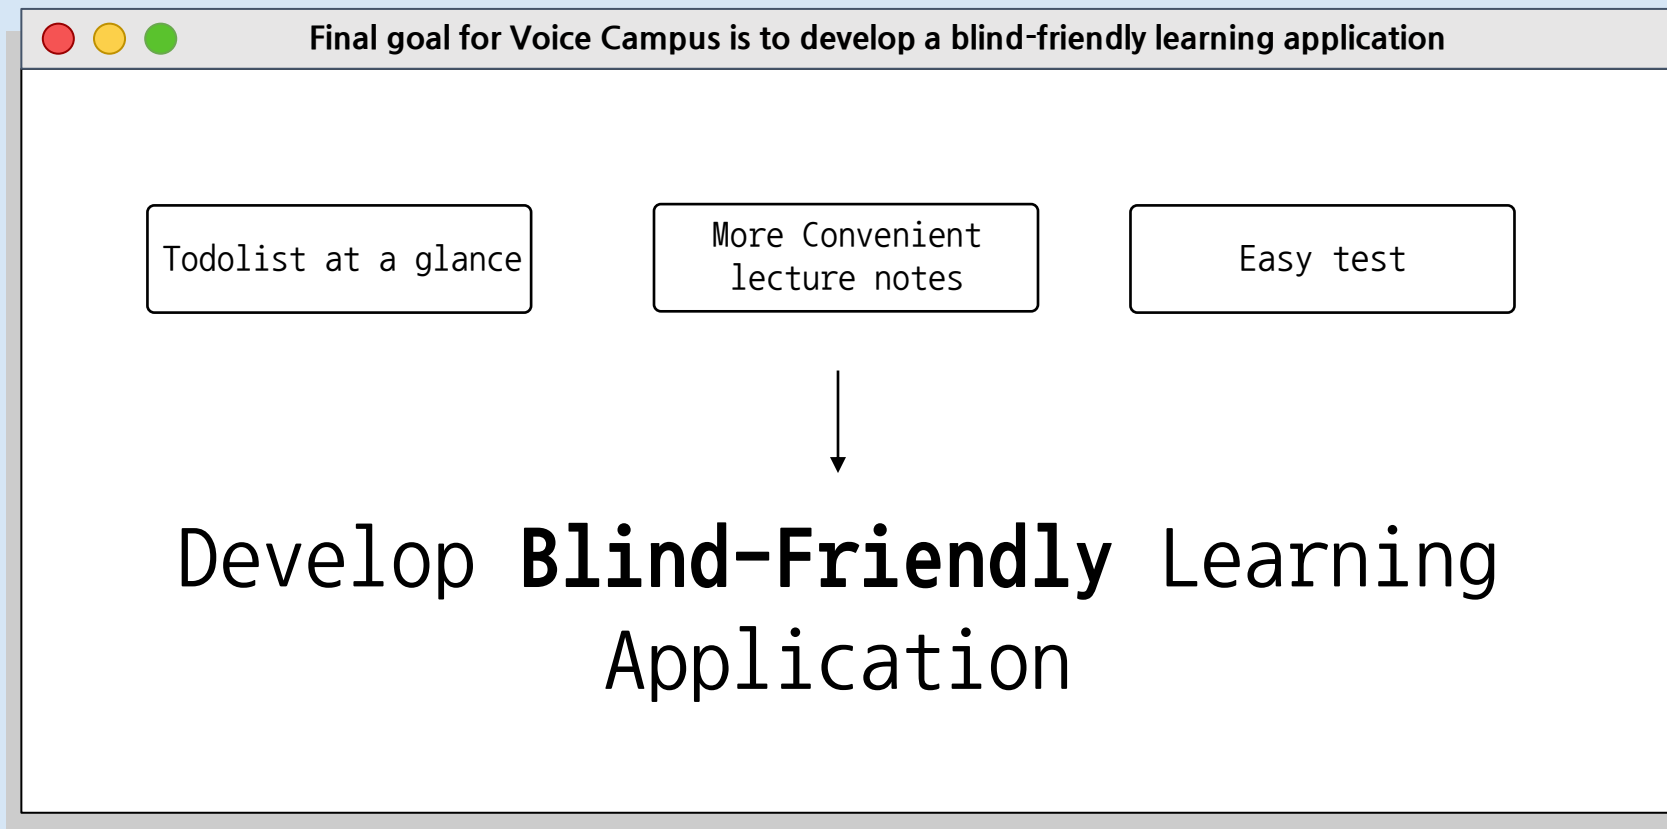 Final goal for Voice Campus is to develop a blind-friendly learning application
Todolist at a glance
More Convenient
lecture notes
Easy test
Develop Blind-Friendly Learning
Application